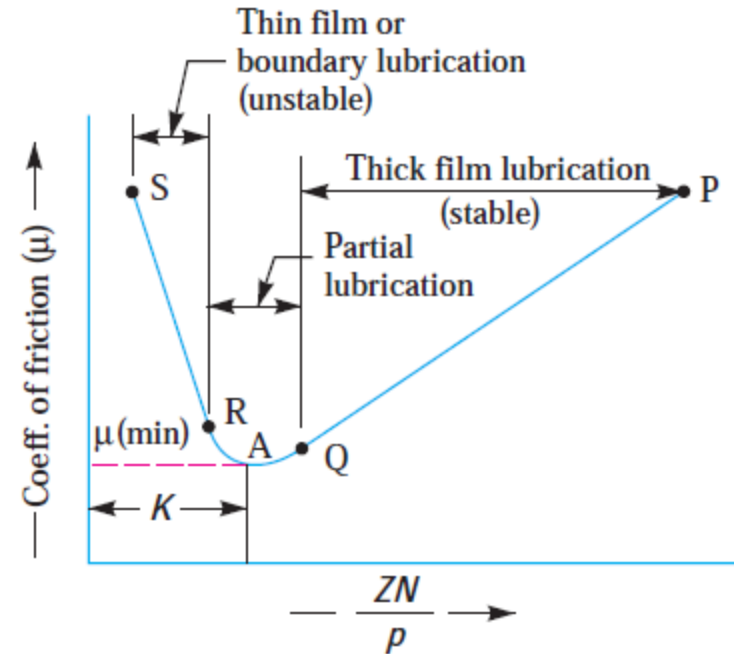 Thin film or
boundary lubrication
(unstable)
S
Thick film lubrication
P
(stable)
Partial
lubrication
Coeff. of friction (μ)
R
μ(min)
A
Q
K
ZN
p